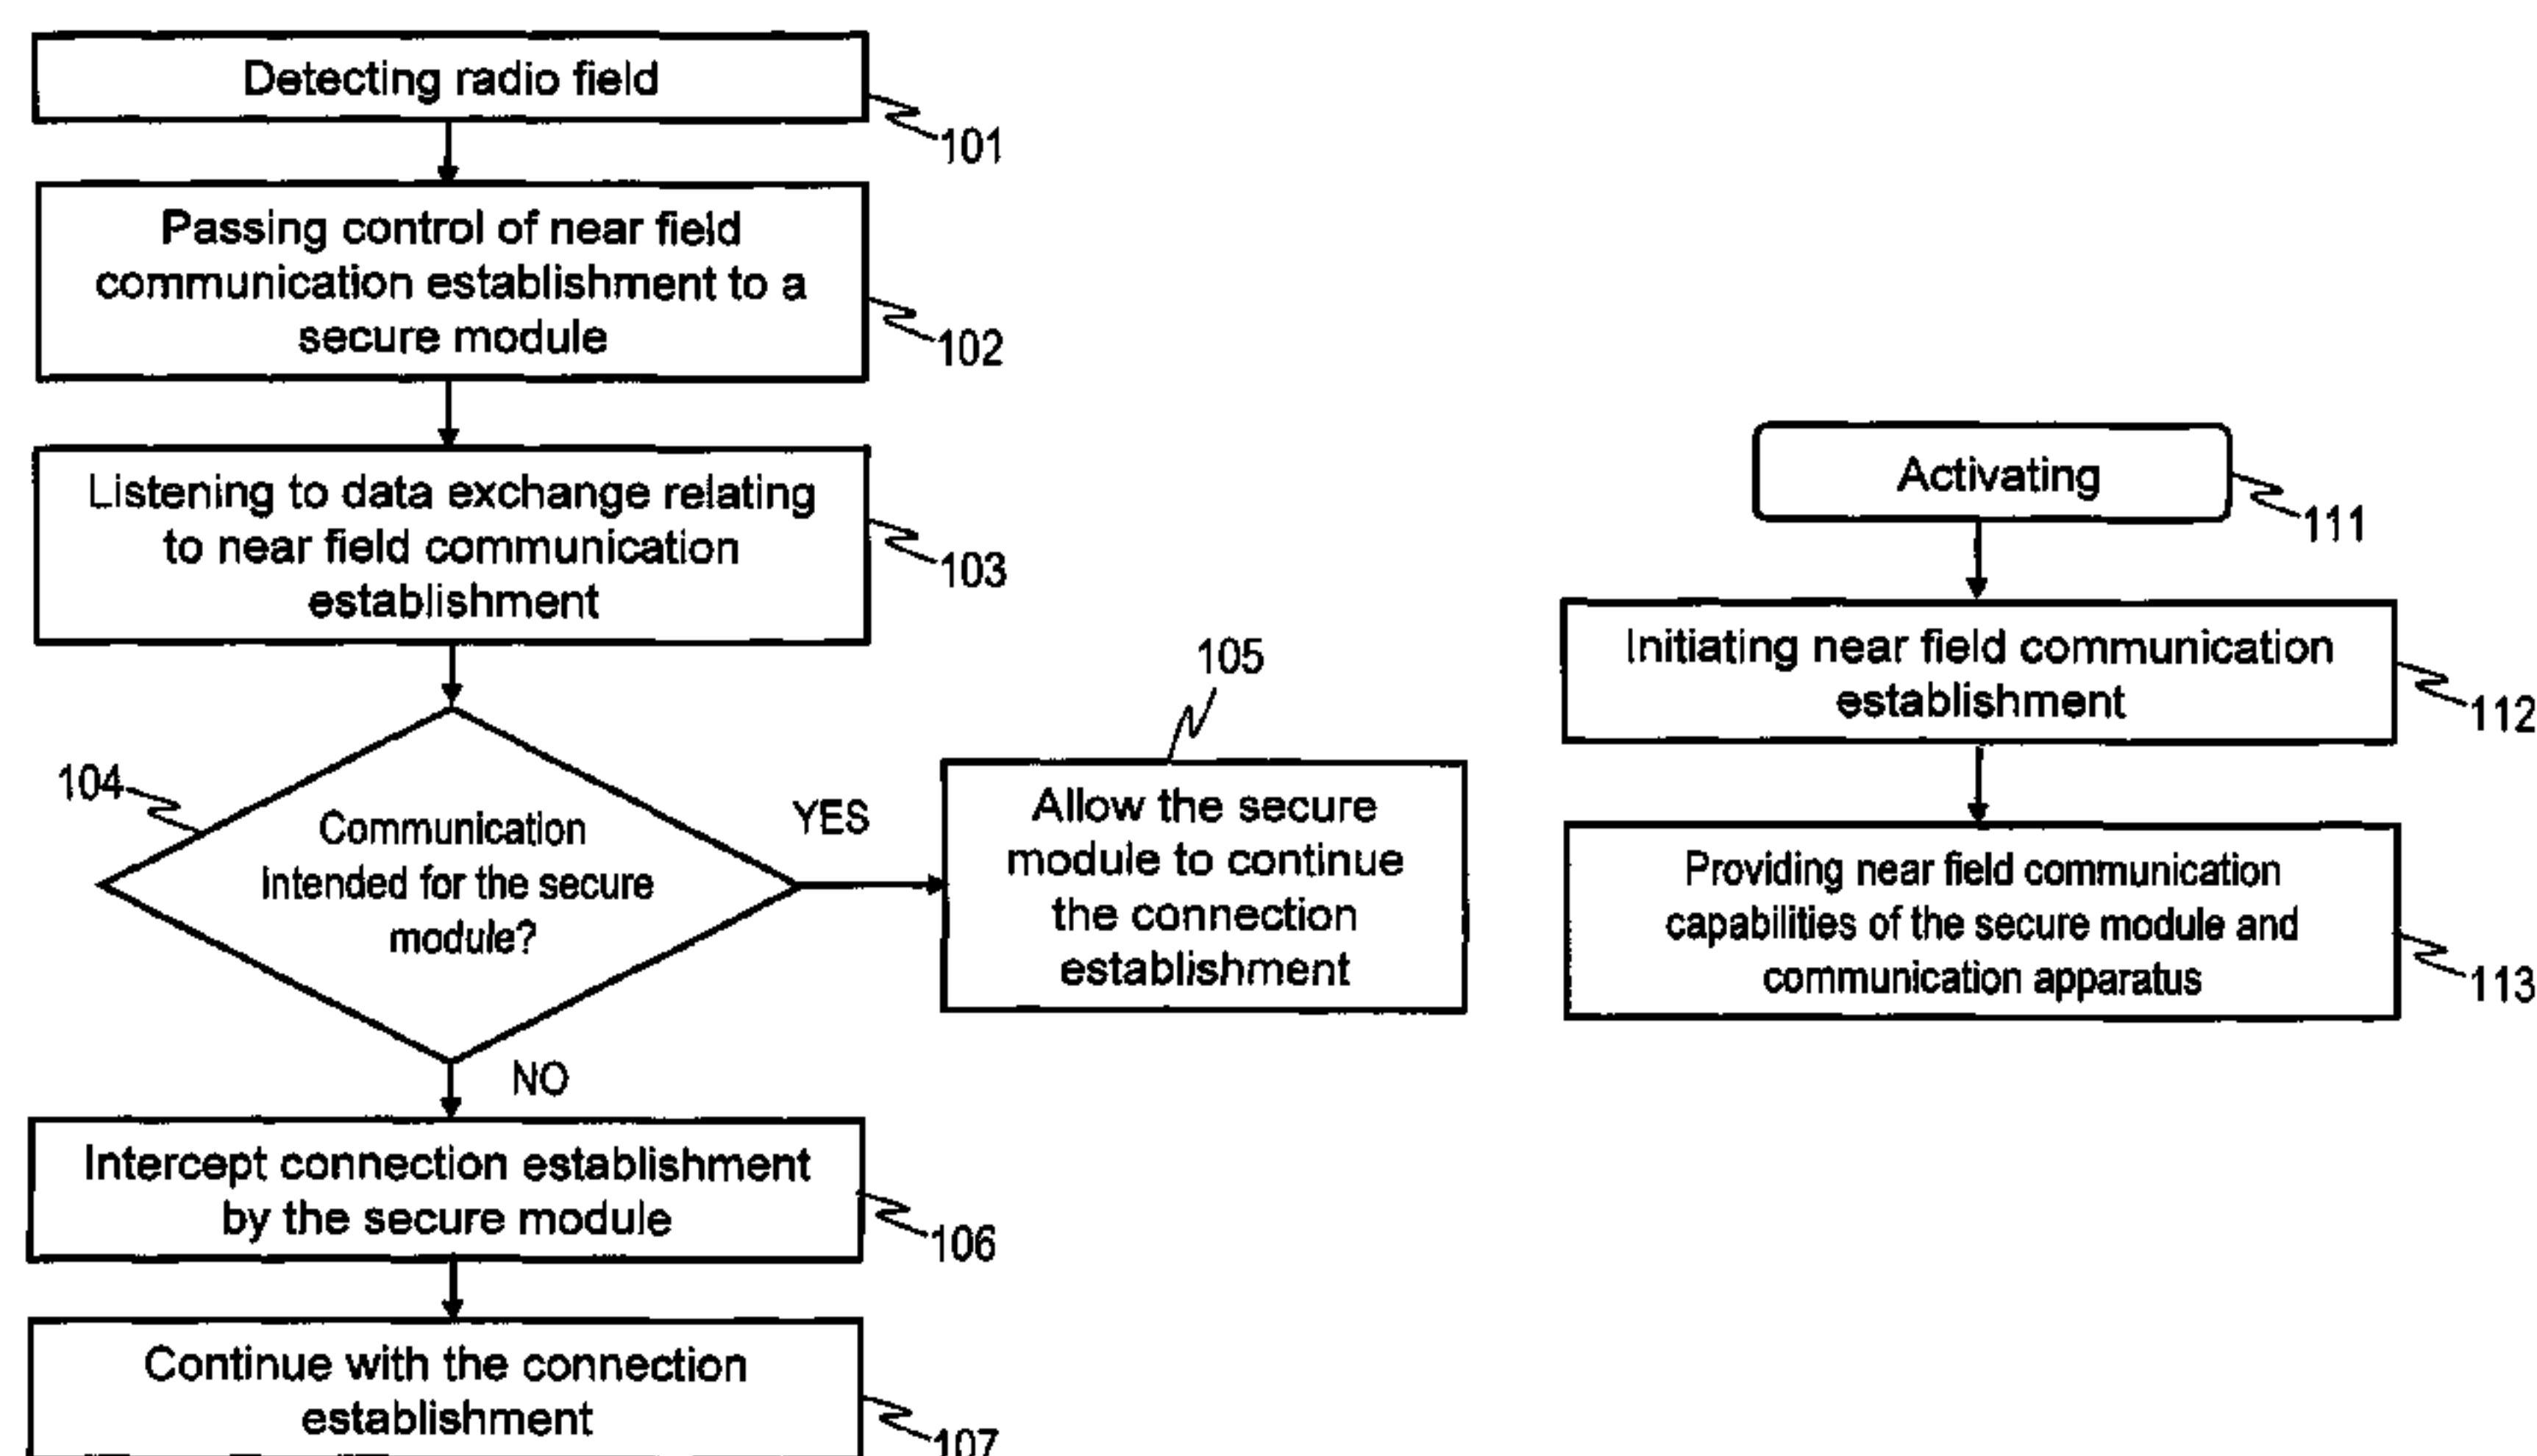 Detecting radio field
101
Passing control of near field
communication establishment to a
secure module
102
Listening to data exchange relating
to near field communication
establishment
103
104
Communication
intended for the secure
module?
YES
NO
105
Allow the secure
module to continue
the connection
establishment
Intercept connection establishment
by the secure module
106
Continue with the connection
establishment
107
Activating
111
Initiating near field communication
establishment
112
Providing near field communication
capabilities of the secure module and
communication apparatus
113